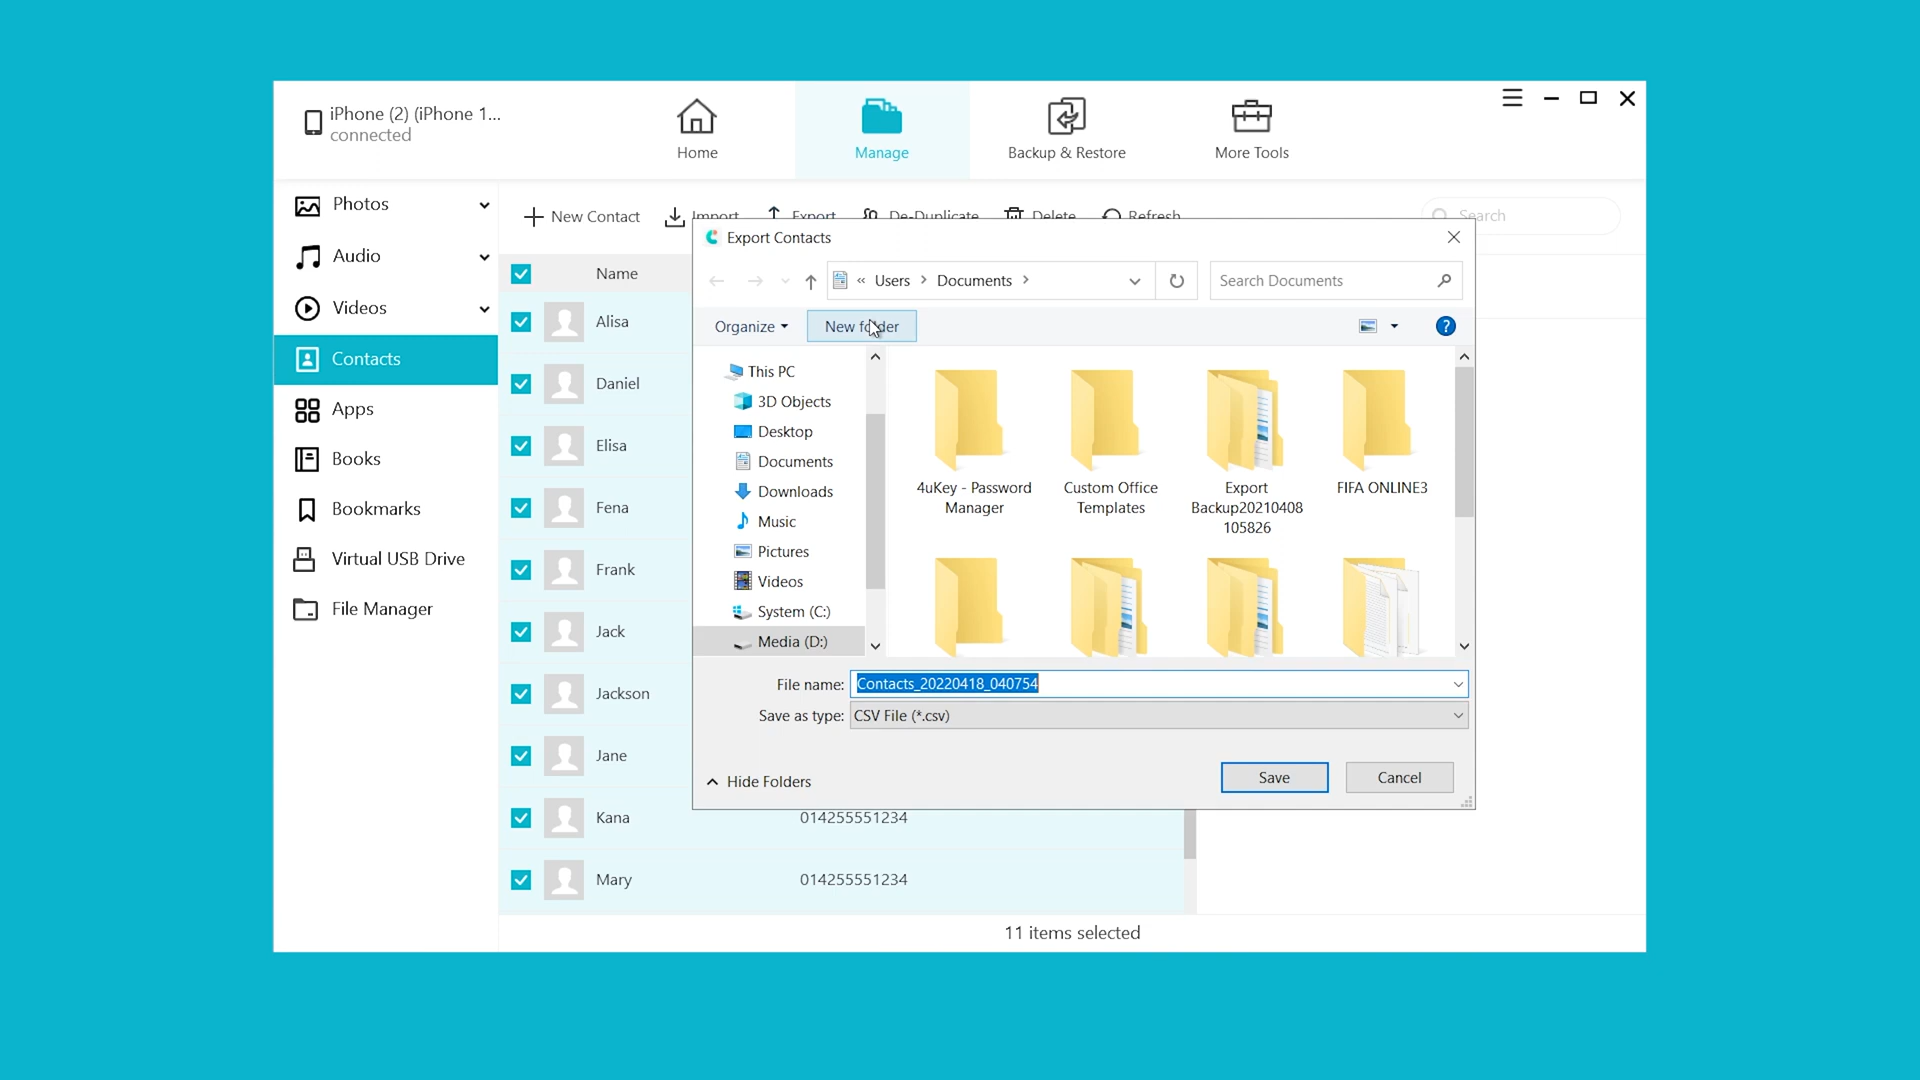 iPhone (2) (iPhone 1...
connected
Home
Manage
Backup & Restore
More Tools
Photos
Audio
Videos
Contacts
Apps
Books
Bookmarks
Virtual USB Drive
File Manager
New Contact
Import
Export
De-Duplicate
Delete
Refresh
Search
Name
Alisa
Daniel
Elisa
Fena
Frank
Jack
Jackson
Jane
Kana 014255551234
Mary 014255551234
11 items selected
Export Contacts
« Users > Documents >
Search Documents
Organize
New folder
This PC
3D Objects
Desktop
Documents
Downloads
Music
Pictures
Videos
System (C:)
Media (D:)
4uKey - Password
Manager
Custom Office
Templates
Export
Backup20210408
105826
FIFA ONLINE3
File name: Contacts_20220418_040754
Save as type: CSV File (*.csv)
Hide Folders
Save
Cancel